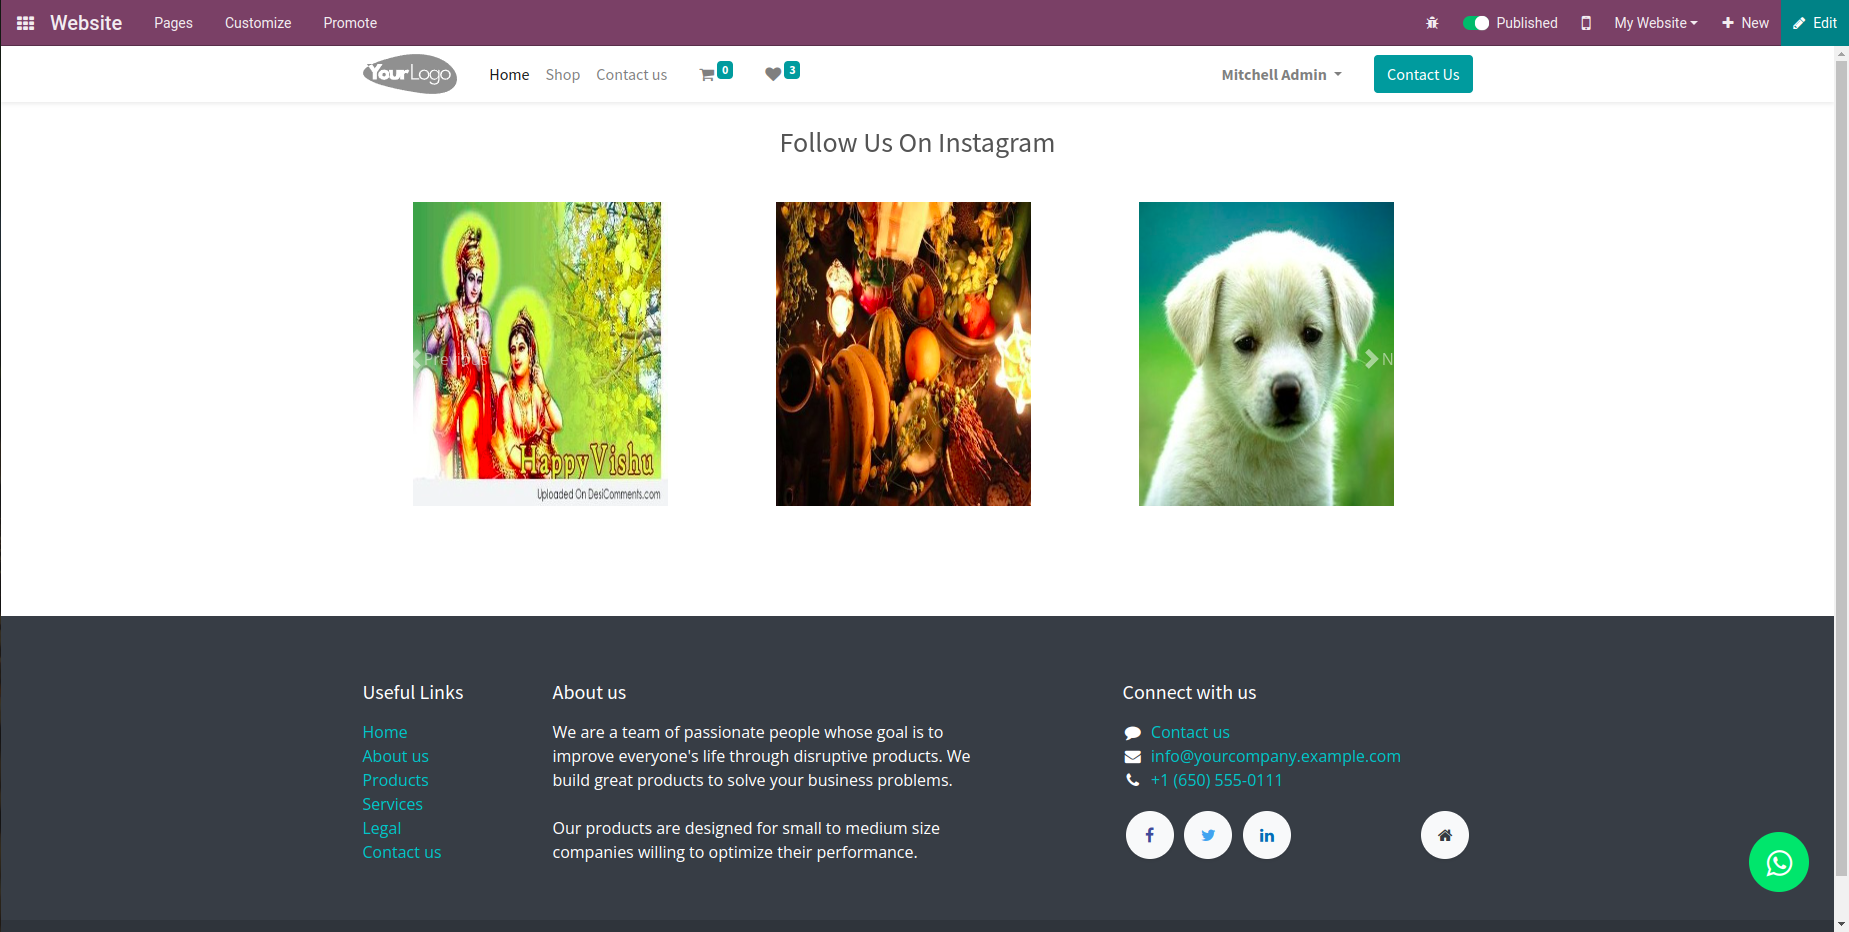 Website Pages Customize Promote Published My Website New Edit
YourLogo Home Shop Contact us 0 3 Mitchell Admin Contact Us
Follow Us On Instagram
Previous
N
Happy Vishu
Uploaded On DesiComments.com
Useful Links
Home
About us
Products
Services
Legal
Contact us
About us
We are a team of passionate people whose goal is to
improve everyone's life through disruptive products. We
build great products to solve your business problems.
Our products are designed for small to medium size
companies willing to optimize their performance.
Connect with us
Contact us
info@yourcompany.example.com
+1 (650) 555-0111